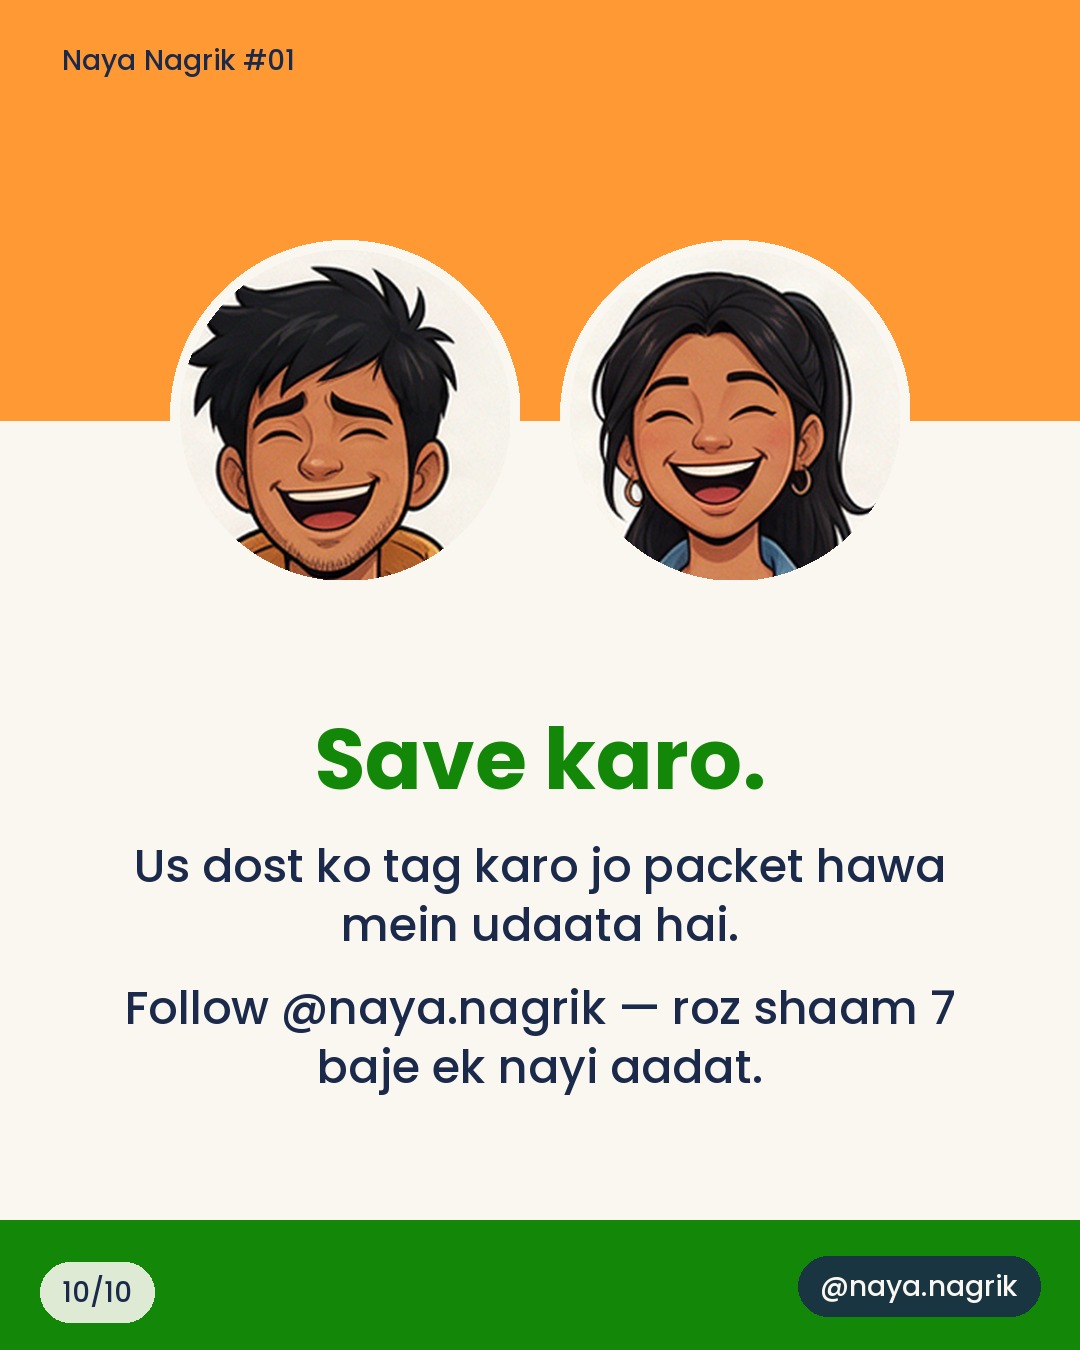 Naya Nagrik #01
Save karo.
Us dost ko tag karo jo packet hawa
mein udaata hai.
Follow @naya.nagrik — roz shaam 7
baje ek nayi aadat.
10/10
@naya.nagrik